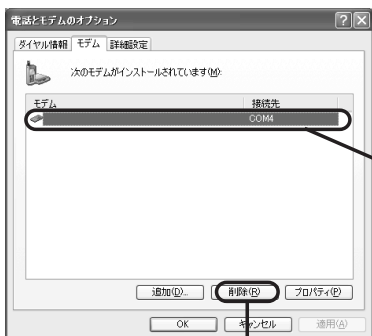 電話とモデムのオプション
ダイヤル情報 モデム 詳細設定
次のモデムがインストールされています(M):
モデム 接続先
COM4
追加(D)... 削除(R) プロパティ(P)
OK キャンセル 適用(A)